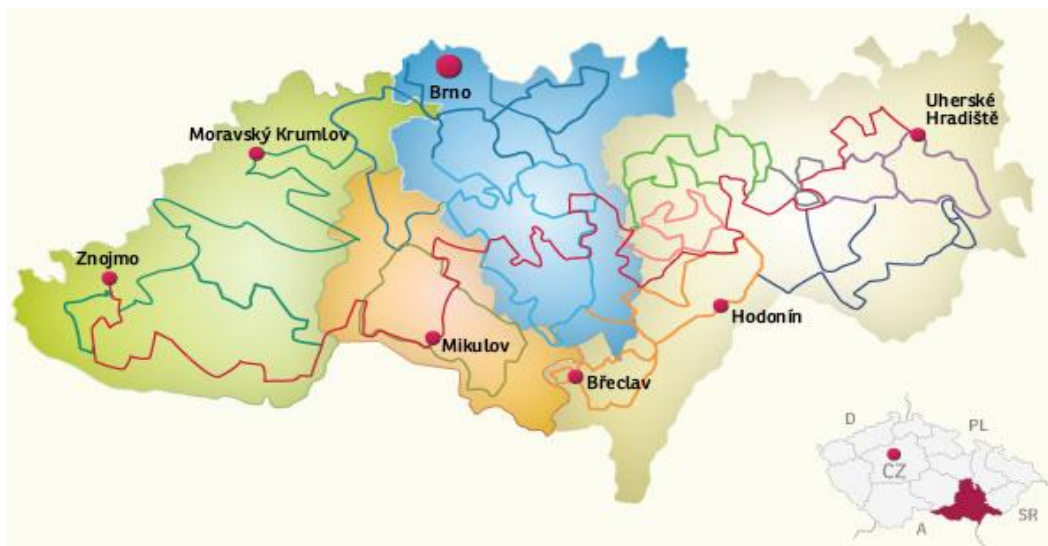 Brno
Uherské
Hradiště
Moravský Krumlov
Znojmo
Hodonín
Mikulov
Břeclav
D
PL
CZ
SR
A